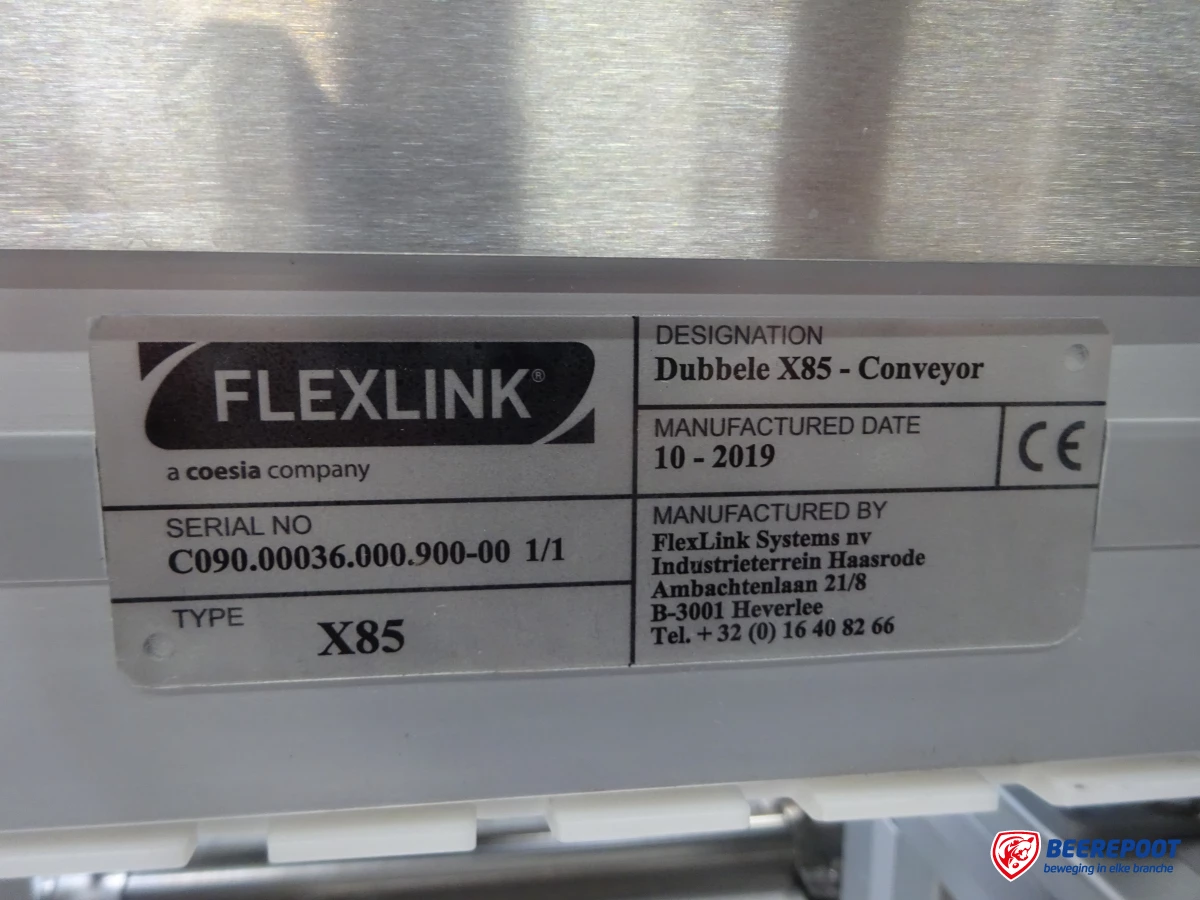 FLEXLINK®
a coesia company
SERIAL NO
C090.00036.000.900-00 1/1
TYPE
X85
DESIGNATION
Dubbele X85 - Conveyor
MANUFACTURED DATE
10 - 2019
CE
MANUFACTURED BY
FlexLink Systems nv
Industrieterrein Haasrode
Ambachtenlaan 21/8
B-3001 Heverlee
Tel. + 32 (0) 16 40 82 66
BEEREPOOT
beweging in elke branche